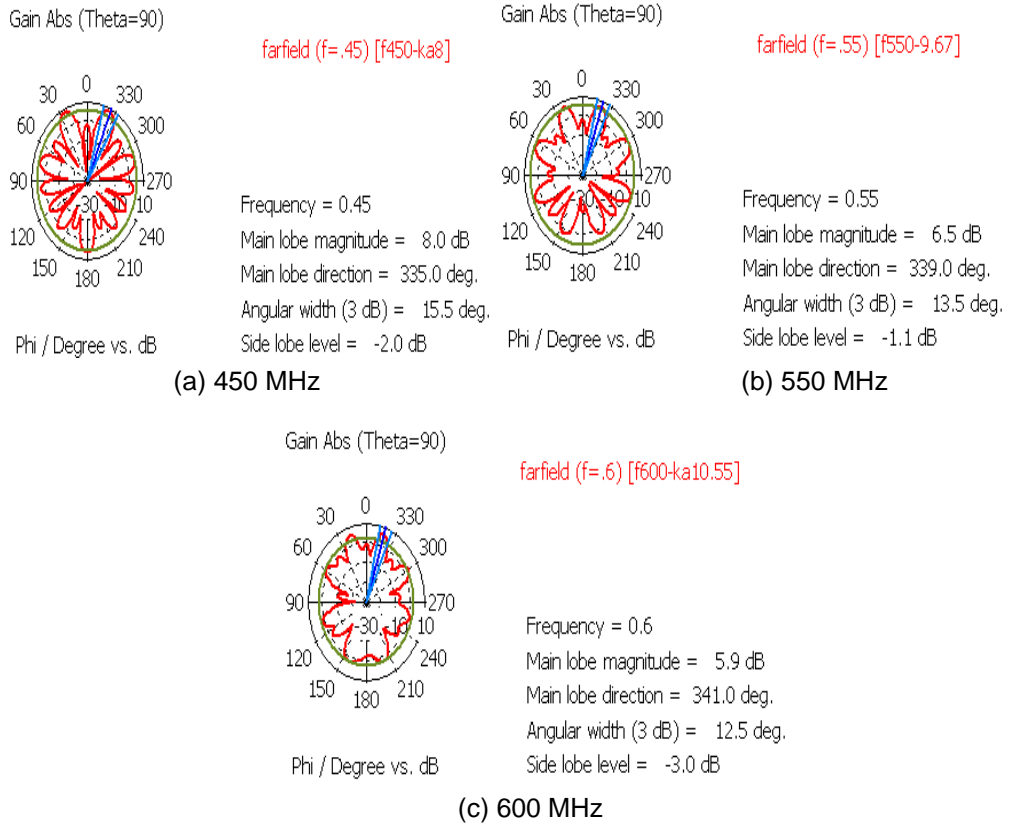 Gain Abs (Theta=90)
farfield (f=.45) [f450-ka8]
0
30
330
60
300
90
-30
-10
10
270
120
240
150
210
180
Frequency = 0.45
Main lobe magnitude = 8.0 dB
Main lobe direction = 335.0 deg.
Angular width (3 dB) = 15.5 deg.
Side lobe level = -2.0 dB
Phi / Degree vs. dB
(a) 450 MHz
Gain Abs (Theta=90)
farfield (f=.55) [f550-9.67]
0
30
330
60
300
90
-30
10
270
120
240
150
210
180
Frequency = 0.55
Main lobe magnitude = 6.5 dB
Main lobe direction = 339.0 deg.
Angular width (3 dB) = 13.5 deg.
Side lobe level = -1.1 dB
Phi / Degree vs. dB
(b) 550 MHz
Gain Abs (Theta=90)
farfield (f=.6) [f600-ka10.55]
0
30
330
60
300
90
-30
-10
10
270
120
240
150
210
180
Frequency = 0.6
Main lobe magnitude = 5.9 dB
Main lobe direction = 341.0 deg.
Angular width (3 dB) = 12.5 deg.
Side lobe level = -3.0 dB
Phi / Degree vs. dB
(c) 600 MHz